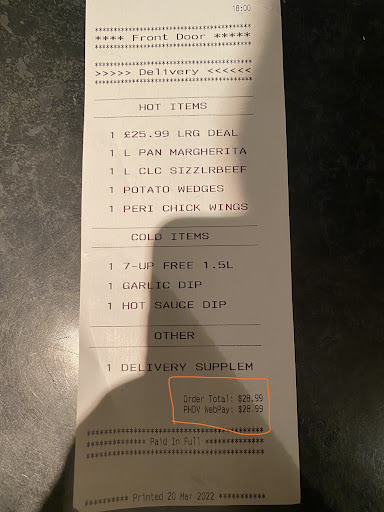 18:00
**********************
**** Front Door *****
**********************
**********************
>>>>> Delivery <<<<<<
**********************
HOT ITEMS
1 £25.99 LRG DEAL
1 L PAN MARGHERITA
1 L CLC SIZZLRBEEF
1 POTATO WEDGES
1 PERI CHICK WINGS
COLD ITEMS
1 7-UP FREE 1.5L
1 GARLIC DIP
1 HOT SAUCE DIP
OTHER
1 DELIVERY SUPPLEM
Order Total: $28.99
PHDV WebPay: $28.99
******************************************
************** Paid In Full **************
******************************************
********** Printed 20 Mar 2022 ***********